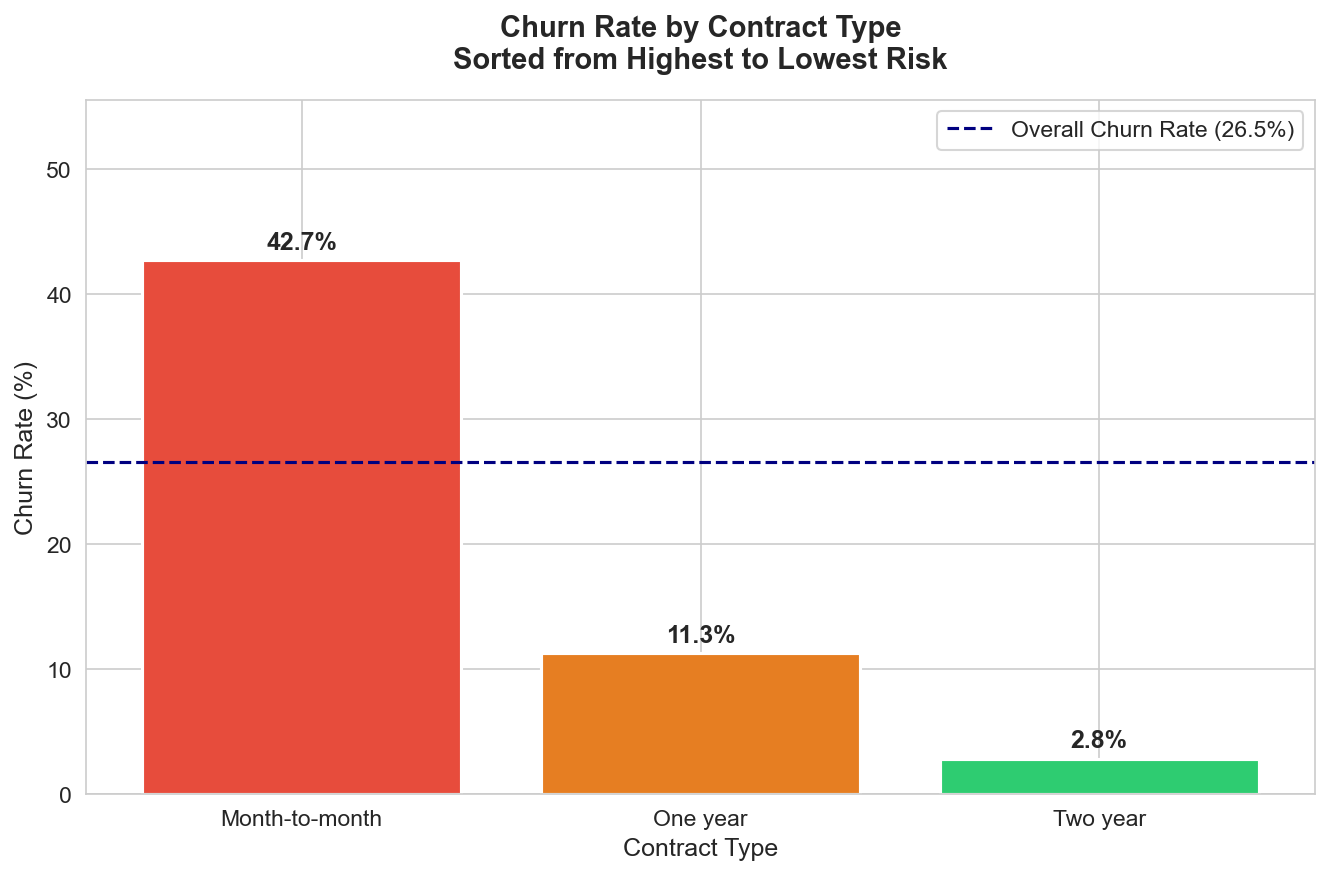 Churn Rate by Contract Type
Sorted from Highest to Lowest Risk
Overall Churn Rate (26.5%)
Churn Rate (%)
50
40
30
20
10
0
42.7%
11.3%
2.8%
Month-to-month
One year
Two year
Contract Type